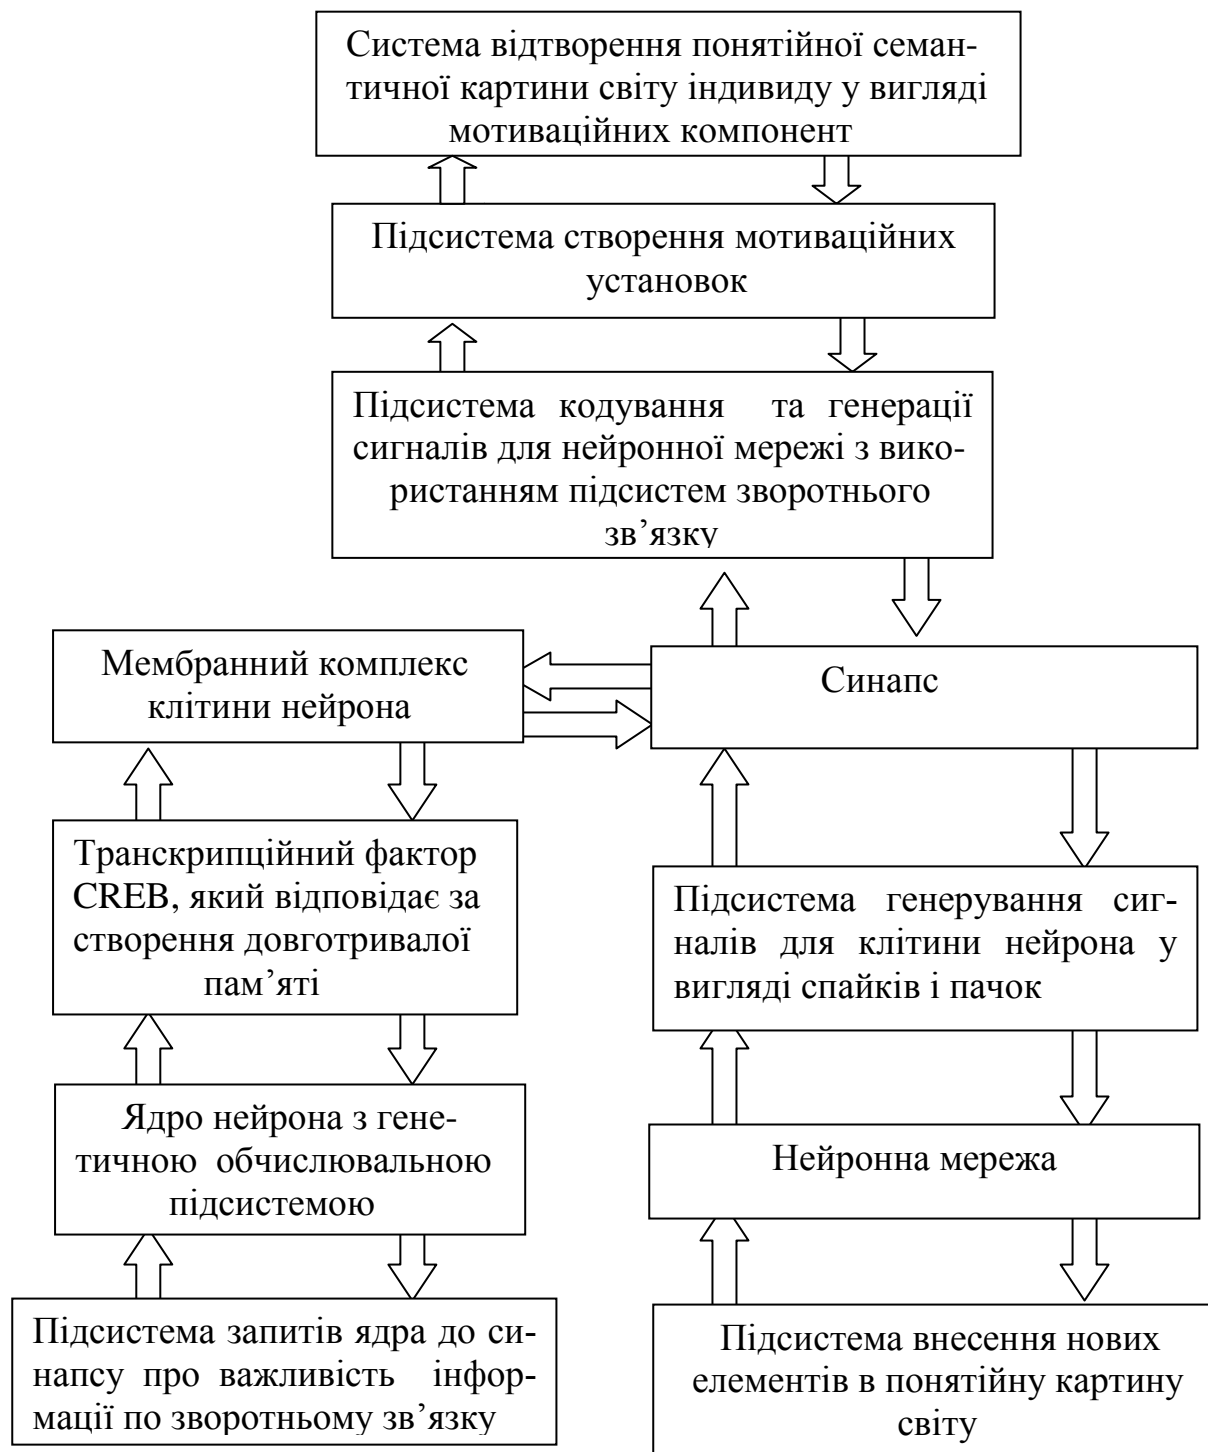 Система відтворення понятійної семан-
тичної картини світу індивиду у вигляді
мотиваційних компонент
Підсистема створення мотиваційних
установок
Підсистема кодування та генерації
сигналів для нейронної мережі з вико-
ристанням підсистем зворотнього
зв’язку
Мембранний комплекс
клітини нейрона
Синапс
Транскрипційний фактор
CREB, який відповідає за
створення довготривалої
пам’яті
Підсистема генерування сиг-
налів для клітини нейрона у
вигляді спайків і пачок
Ядро нейрона з гене-
тичною обчислювальною
підсистемою
Нейронна мережа
Підсистема запитів ядра до си-
напсу про важливість інфор-
мації по зворотньому зв’язку
Підсистема внесення нових
елементів в понятійну картину
світу